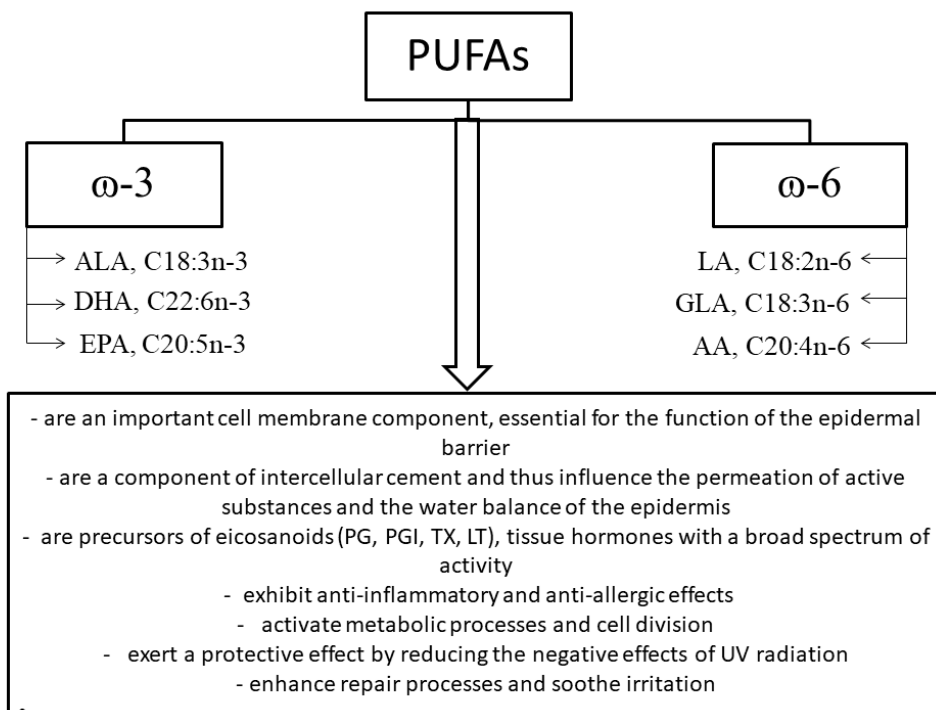 PUFAs
ω-3
ALA, C18:3n-3
DHA, C22:6n-3
EPA, C20:5n-3
ω-6
LA, C18:2n-6
GLA, C18:3n-6
AA, C20:4n-6
- are an important cell membrane component, essential for the function of the epidermal
barrier
- are a component of intercellular cement and thus influence the permeation of active
substances and the water balance of the epidermis
- are precursors of eicosanoids (PG, PGI, TX, LT), tissue hormones with a broad spectrum of
activity
- exhibit anti-inflammatory and anti-allergic effects
- activate metabolic processes and cell division
- exert a protective effect by reducing the negative effects of UV radiation
- enhance repair processes and soothe irritation